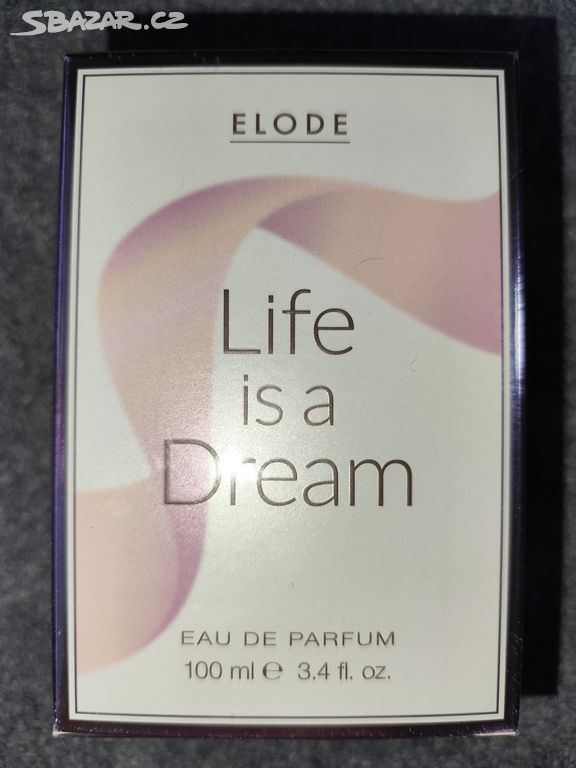 SBAZAR.CZ
ELODE
Life
is a
Dream
EAU DE PARFUM
100 ml ℮ 3.4 fl. oz.